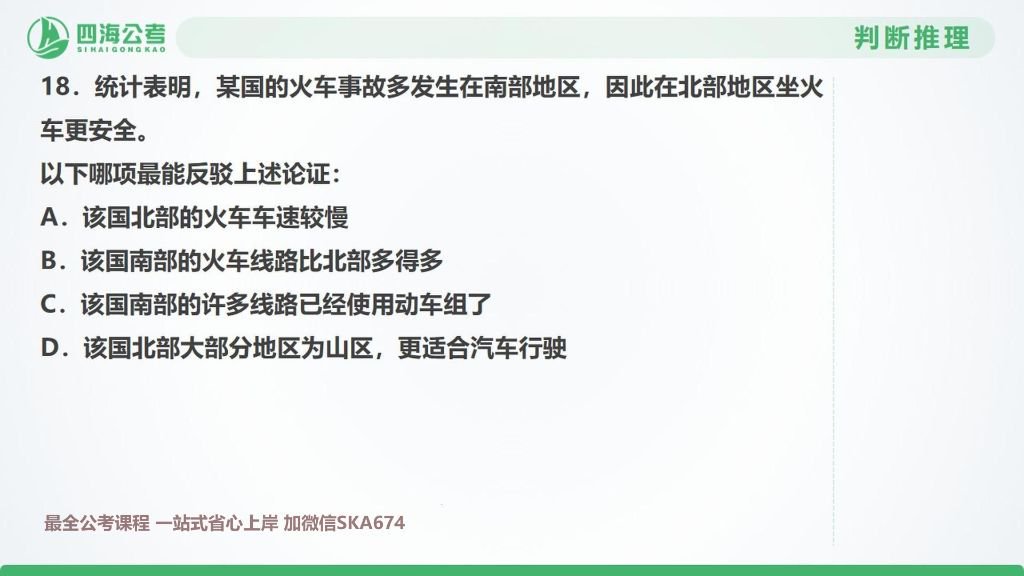 四海公考
SIHAIGONGKAO
判断推理
18．统计表明，某国的火车事故多发生在南部地区，因此在北部地区坐火
车更安全。
以下哪项最能反驳上述论证：
A．该国北部的火车车速较慢
B．该国南部的火车线路比北部多得多
C．该国南部的许多线路已经使用动车组了
D．该国北部大部分地区为山区，更适合汽车行驶
最全公考课程 一站式省心上岸 加微信SKA674